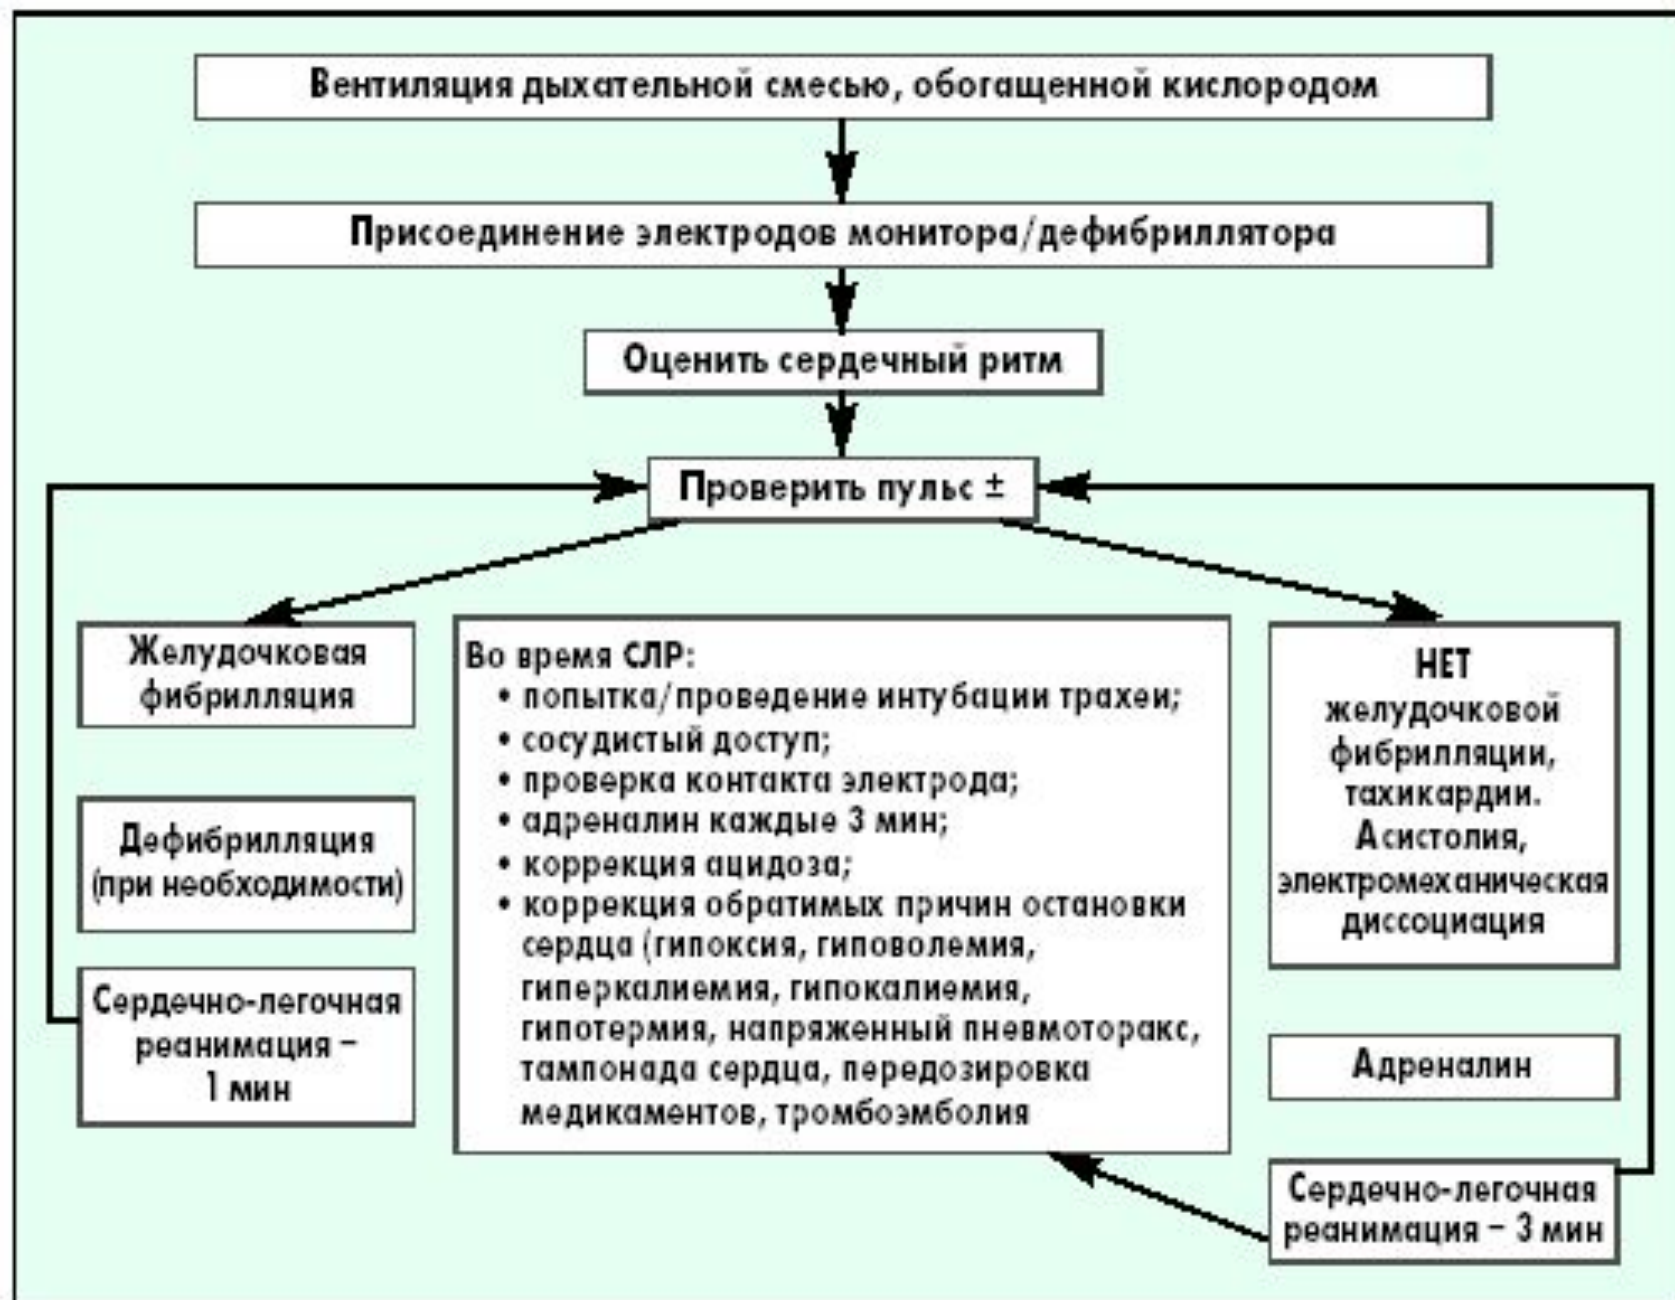 Вентиляция дыхательной смесью, обогащенной кислородом
Присоединение электродов монитора/дефибриллятора
Оценить сердечный ритм
Проверить пульс ±
Желудочковая
фибрилляция
Дефибрилляция
(при необходимости)
Сердечно-легочная
реанимация –
1 мин
Во время СЛР:
• попытка/проведение интубации трахеи;
• сосудистый доступ;
• проверка контакта электрода;
• адреналин каждые 3 мин;
• коррекция ацидоза;
• коррекция обратимых причин остановки
сердца (гипоксия, гиповолемия,
гиперкалиемия, гипокалиемия,
гипотермия, напряженный пневмоторакс,
тампонада сердца, передозировка
медикаментов, тромбоэмболия
НЕТ
желудочковой
фибрилляции,
тахикардии.
Асистолия,
электромеханическая
диссоциация
Адреналин
Сердечно-легочная
реанимация – 3 мин